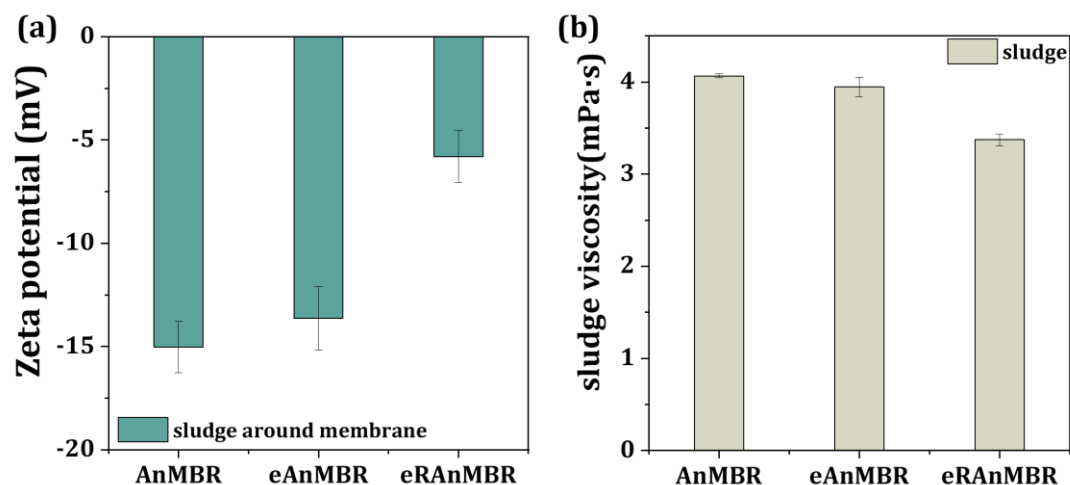 (a)
Zeta potential (mV)
0
-5
-10
-15
-20
sludge around membrane
AnMBR eAnMBR eRAnMBR
(b)
sludge viscosity(mPa·s)
4
3
2
1
0
sludge
AnMBR eAnMBR eRAnMBR